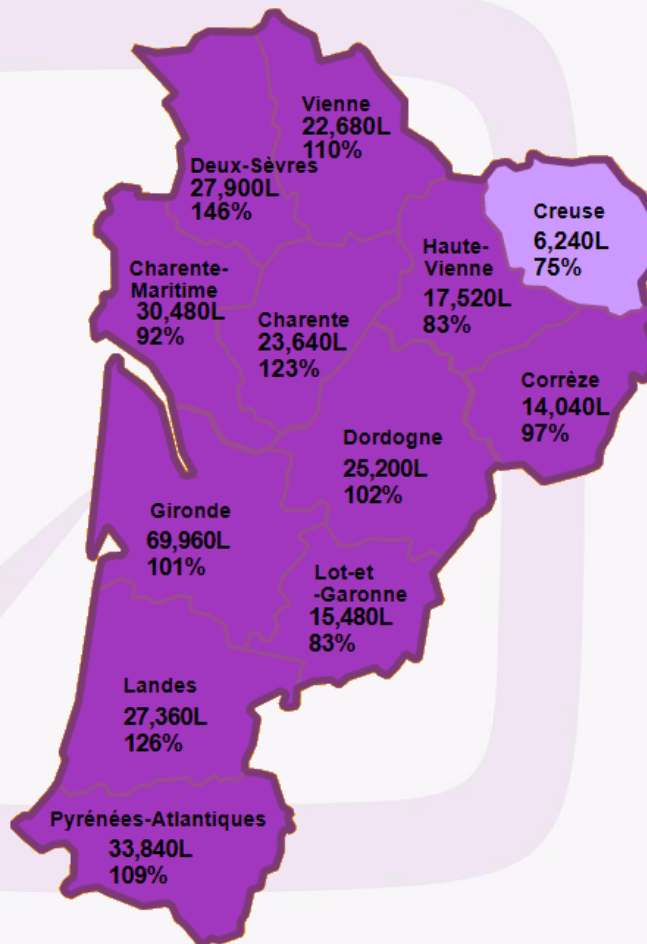 Vienne
22,680L
110%
Deux-Sèvres
27,900L
146%
Creuse
6,240L
75%
Haute-
Vienne
17,520L
83%
Charente-
Maritime
30,480L
92%
Charente
23,640L
123%
Corrèze
14,040L
97%
Dordogne
25,200L
102%
Gironde
69,960L
101%
Lot-et
-Garonne
15,480L
83%
Landes
27,360L
126%
Pyrénées-Atlantiques
33,840L
109%